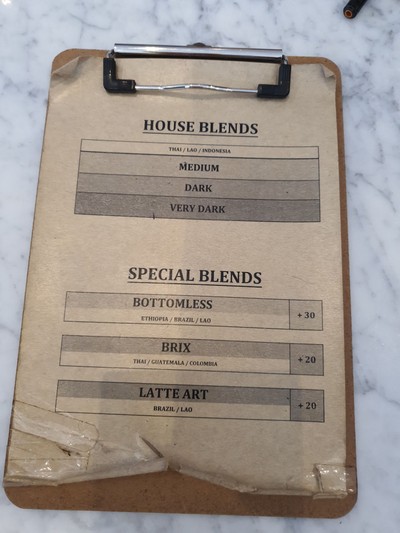 HOUSE BLENDS
THAI / LAO / INDONESIA
MEDIUM
DARK
VERY DARK
SPECIAL BLENDS
BOTTOMLESS
ETHIOPIA / BRAZIL / LAO
+ 30
BRIX
THAI / GUATEMALA / COLOMBIA
+ 20
LATTE ART
BRAZIL / LAO
+ 20